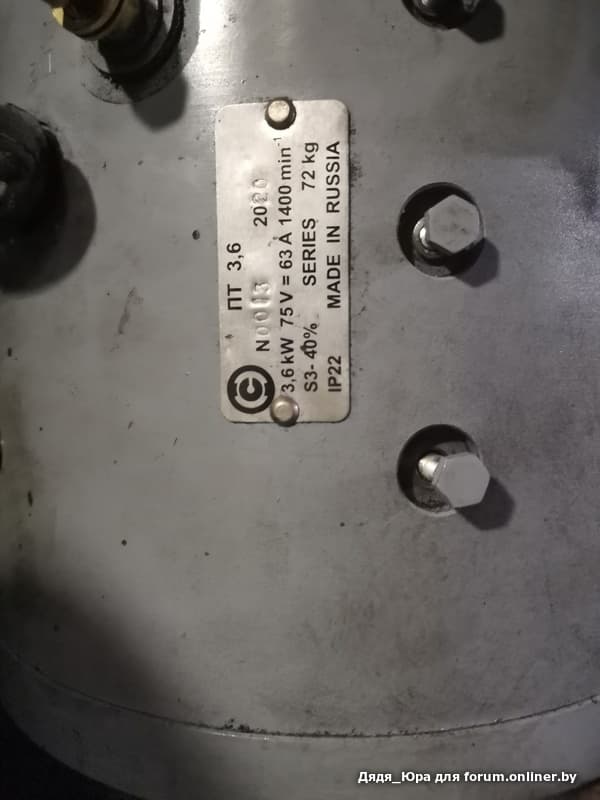 ПТ 3,6
N0013 2020
3,6 kW 75 V = 63 A 1400 min⁻¹
S3- 40% SERIES 72 kg
IP22 MADE IN RUSSIA
Дядя_Юра для forum.onliner.by